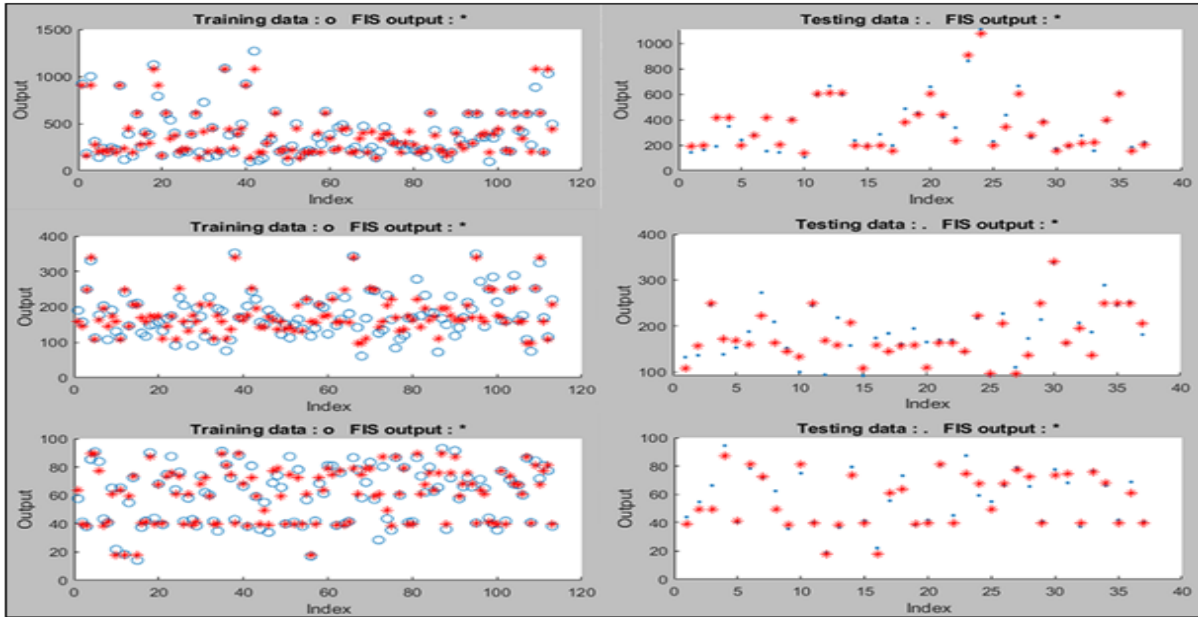 Training data : o FIS output : *
1500
1000
500
0
Output
0 20 40 60 80 100 120
Index
Testing data : . FIS output : *
1000
800
600
400
200
0
Output
0 5 10 15 20 25 30 35 40
Index
Training data : o FIS output : *
400
300
200
100
0
Output
0 20 40 60 80 100 120
Index
Testing data : . FIS output : *
400
300
200
100
Output
0 5 10 15 20 25 30 35 40
Index
Training data : o FIS output : *
100
80
60
40
20
0
Output
0 20 40 60 80 100 120
Index
Testing data : . FIS output : *
100
80
60
40
20
0
Output
0 5 10 15 20 25 30 35 40
Index